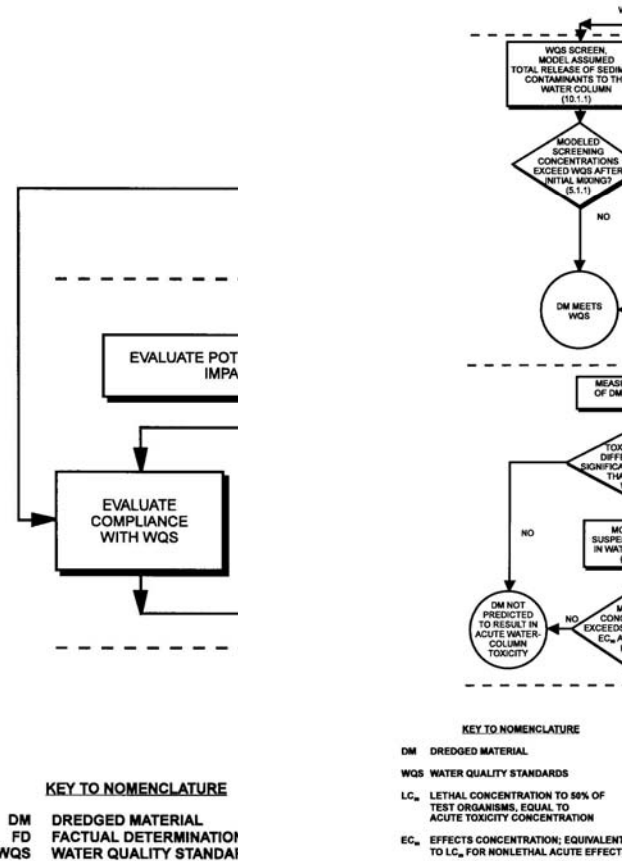 EVALUATE POT
IMPA
EVALUATE
COMPLIANCE
WITH WQS
KEY TO NOMENCLATURE
DM DREDGED MATERIAL
FD FACTUAL DETERMINATION
WQS WATER QUALITY STANDAR
WQS SCREEN,
MODEL ASSUMED
TOTAL RELEASE OF SEDIM
CONTAMINANTS TO TH
WATER COLUMN
(10.1.1)
MODELED
SCREENING
CONCENTRATIONS
EXCEED WQS AFTER
INITIAL MIXING?
(5.1.1)
NO
DM MEETS
WQS
MEAS
OF DM
TOX
DIFFE
SIGNIFICA
THA
NO
MO
SUSPE
IN WAT
DM NOT
PREDICTED
TO RESULT IN
ACUTE WATER-
COLUMN
TOXICITY
NO
M
CONC
EXCEEDS
EC A
KEY TO NOMENCLATURE
DM DREDGED MATERIAL
WQS WATER QUALITY STANDARDS
LC LETHAL CONCENTRATION TO 50% OF
TEST ORGANISMS, EQUAL TO
ACUTE TOXICITY CONCENTRATION
EC EFFECTS CONCENTRATION; EQUIVALENT
TO LC FOR NONLETHAL ACUTE EFFECT